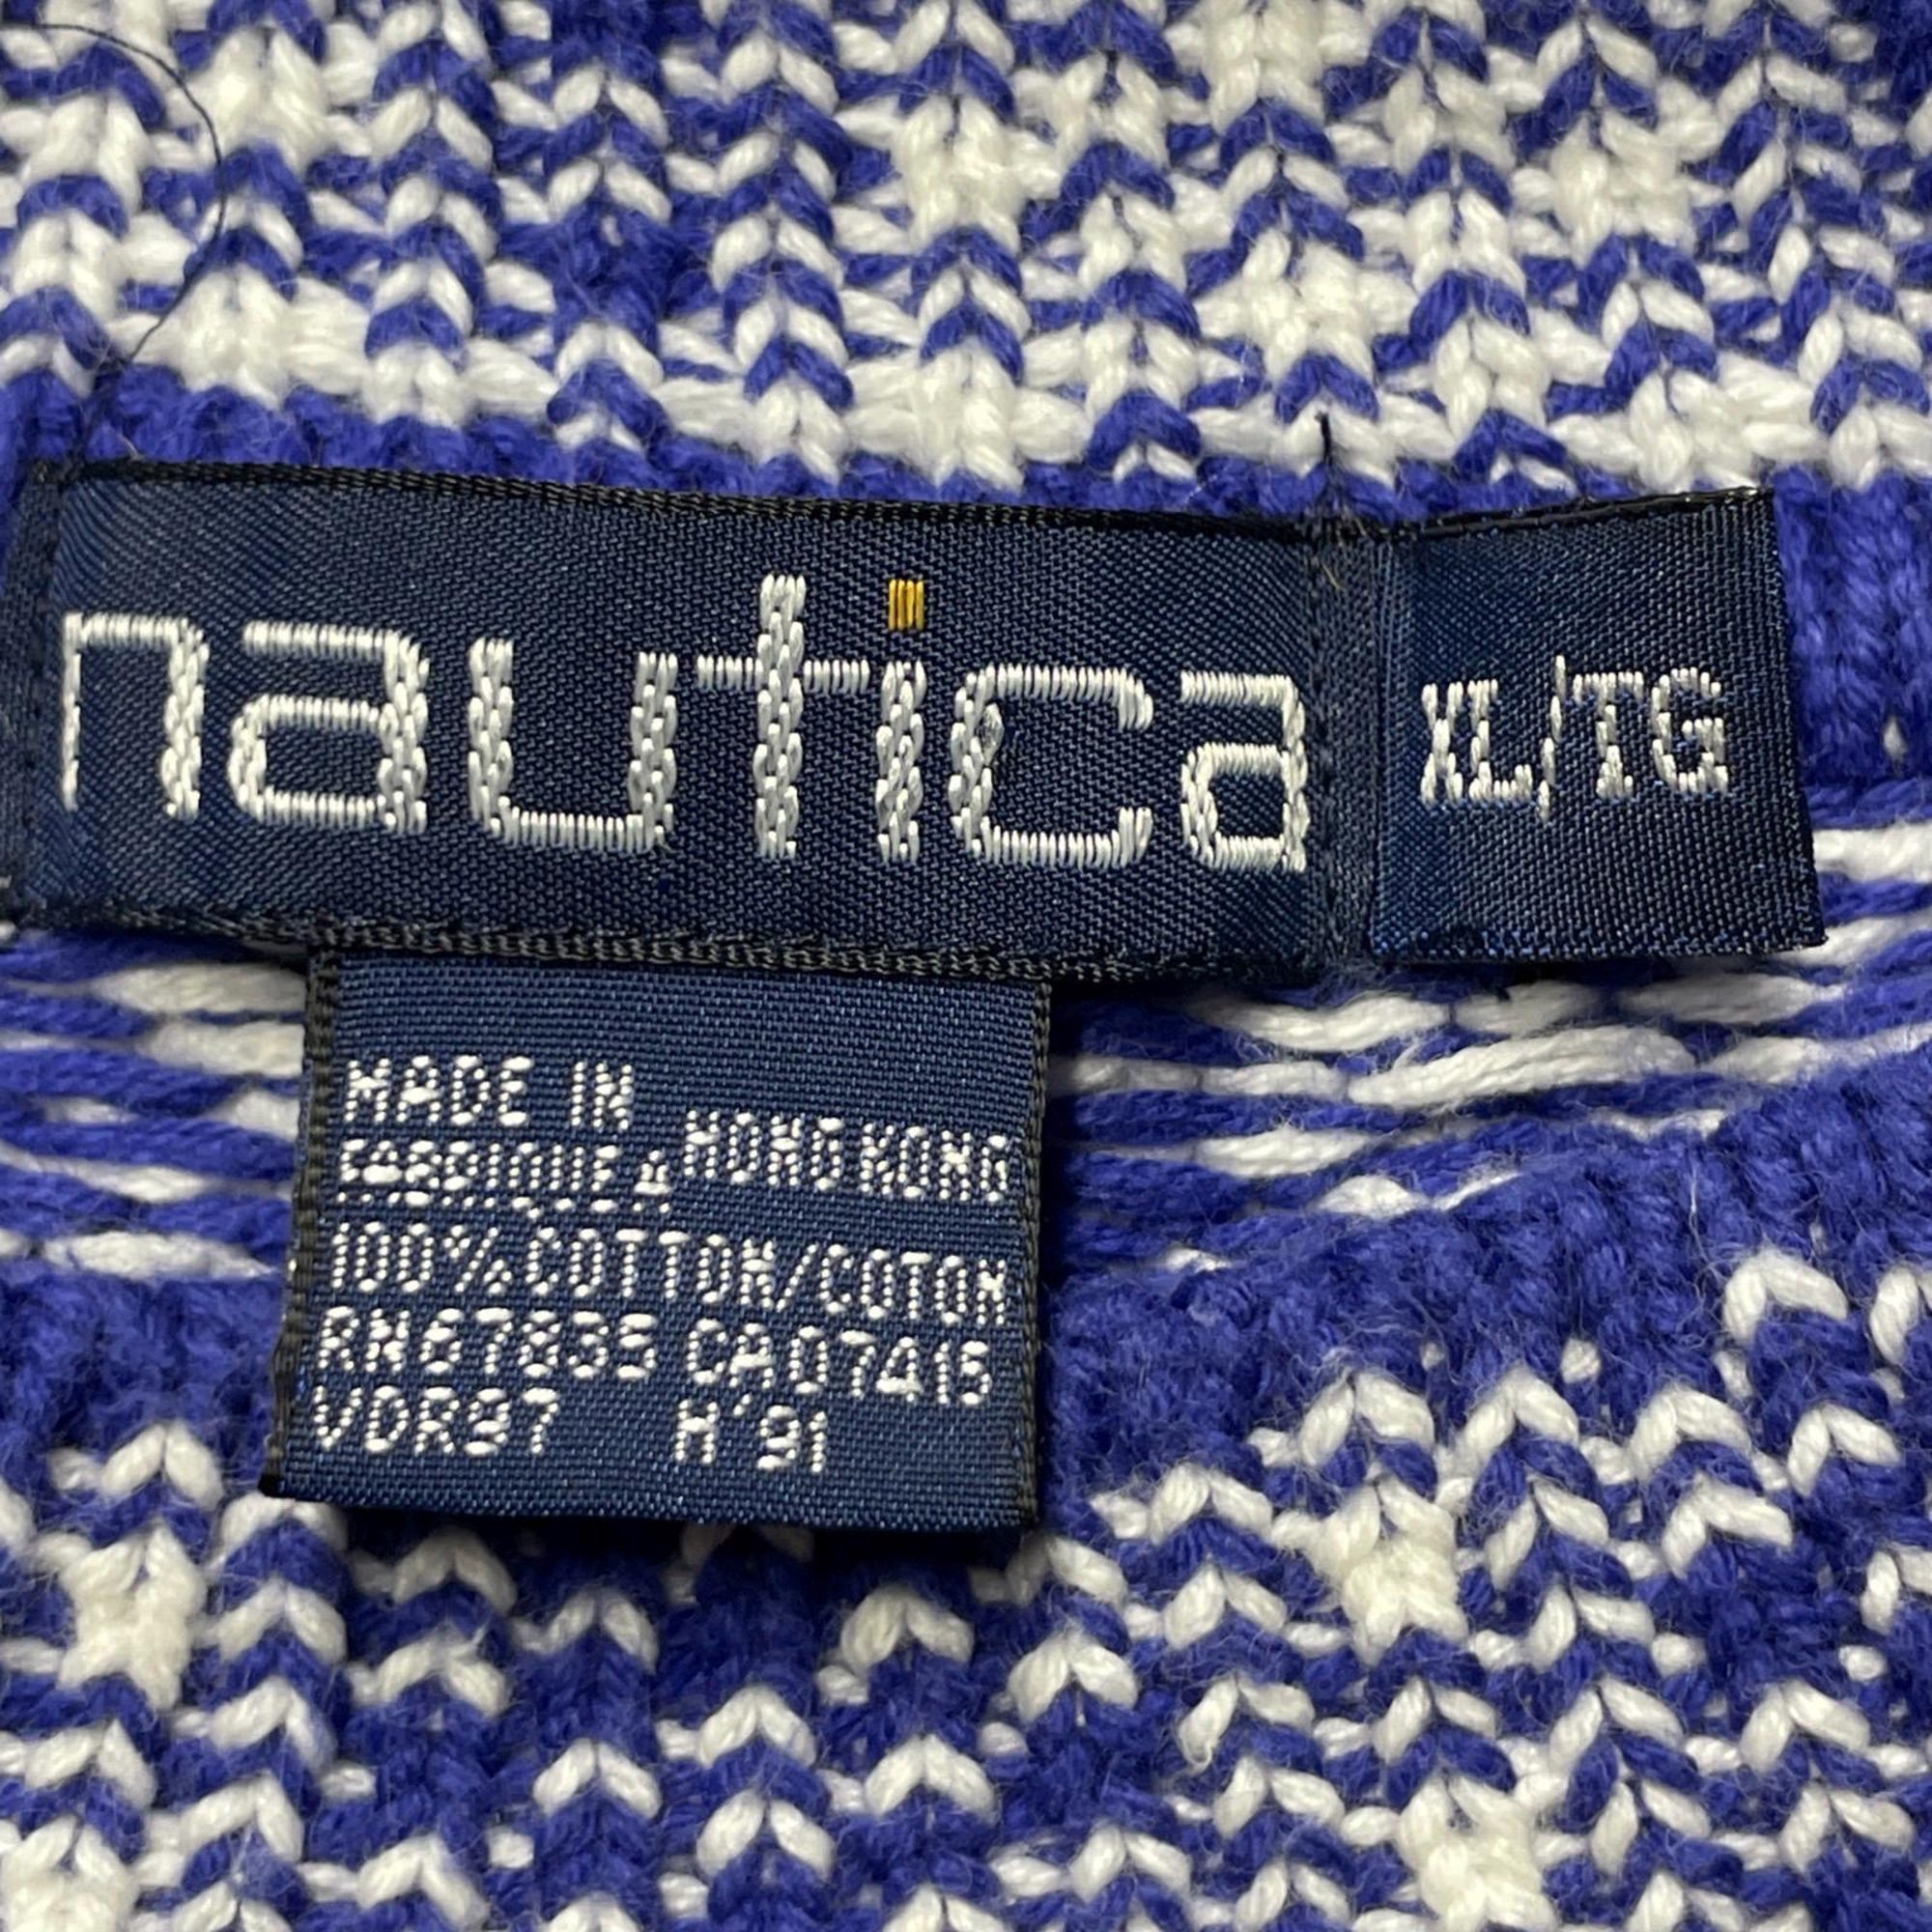 nautica
XL/TG
MADE IN
FABRIQUE A HONG KONG
100% COTTON/COTON
RN67835 CA07415
VDR97 H'91